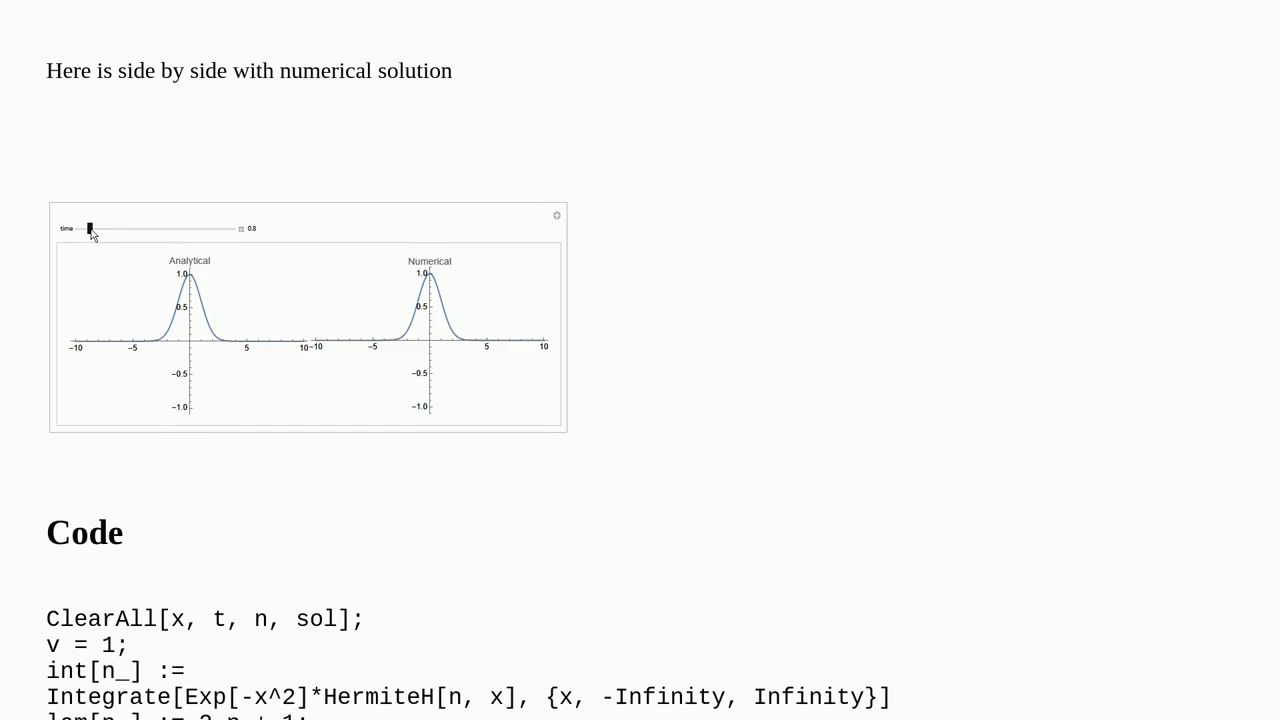 Here is side by side with numerical solution
time 0.8
Analytical Numerical
1.0 1.0
0.5 0.5
−10 −5 5 10 −10 −5 5 10
−0.5 −0.5
−1.0 −1.0
Code
ClearAll[x, t, n, sol];
v = 1;
int[n_] :=
Integrate[Exp[-x^2]*HermiteH[n, x], {x, -Infinity, Infinity}]